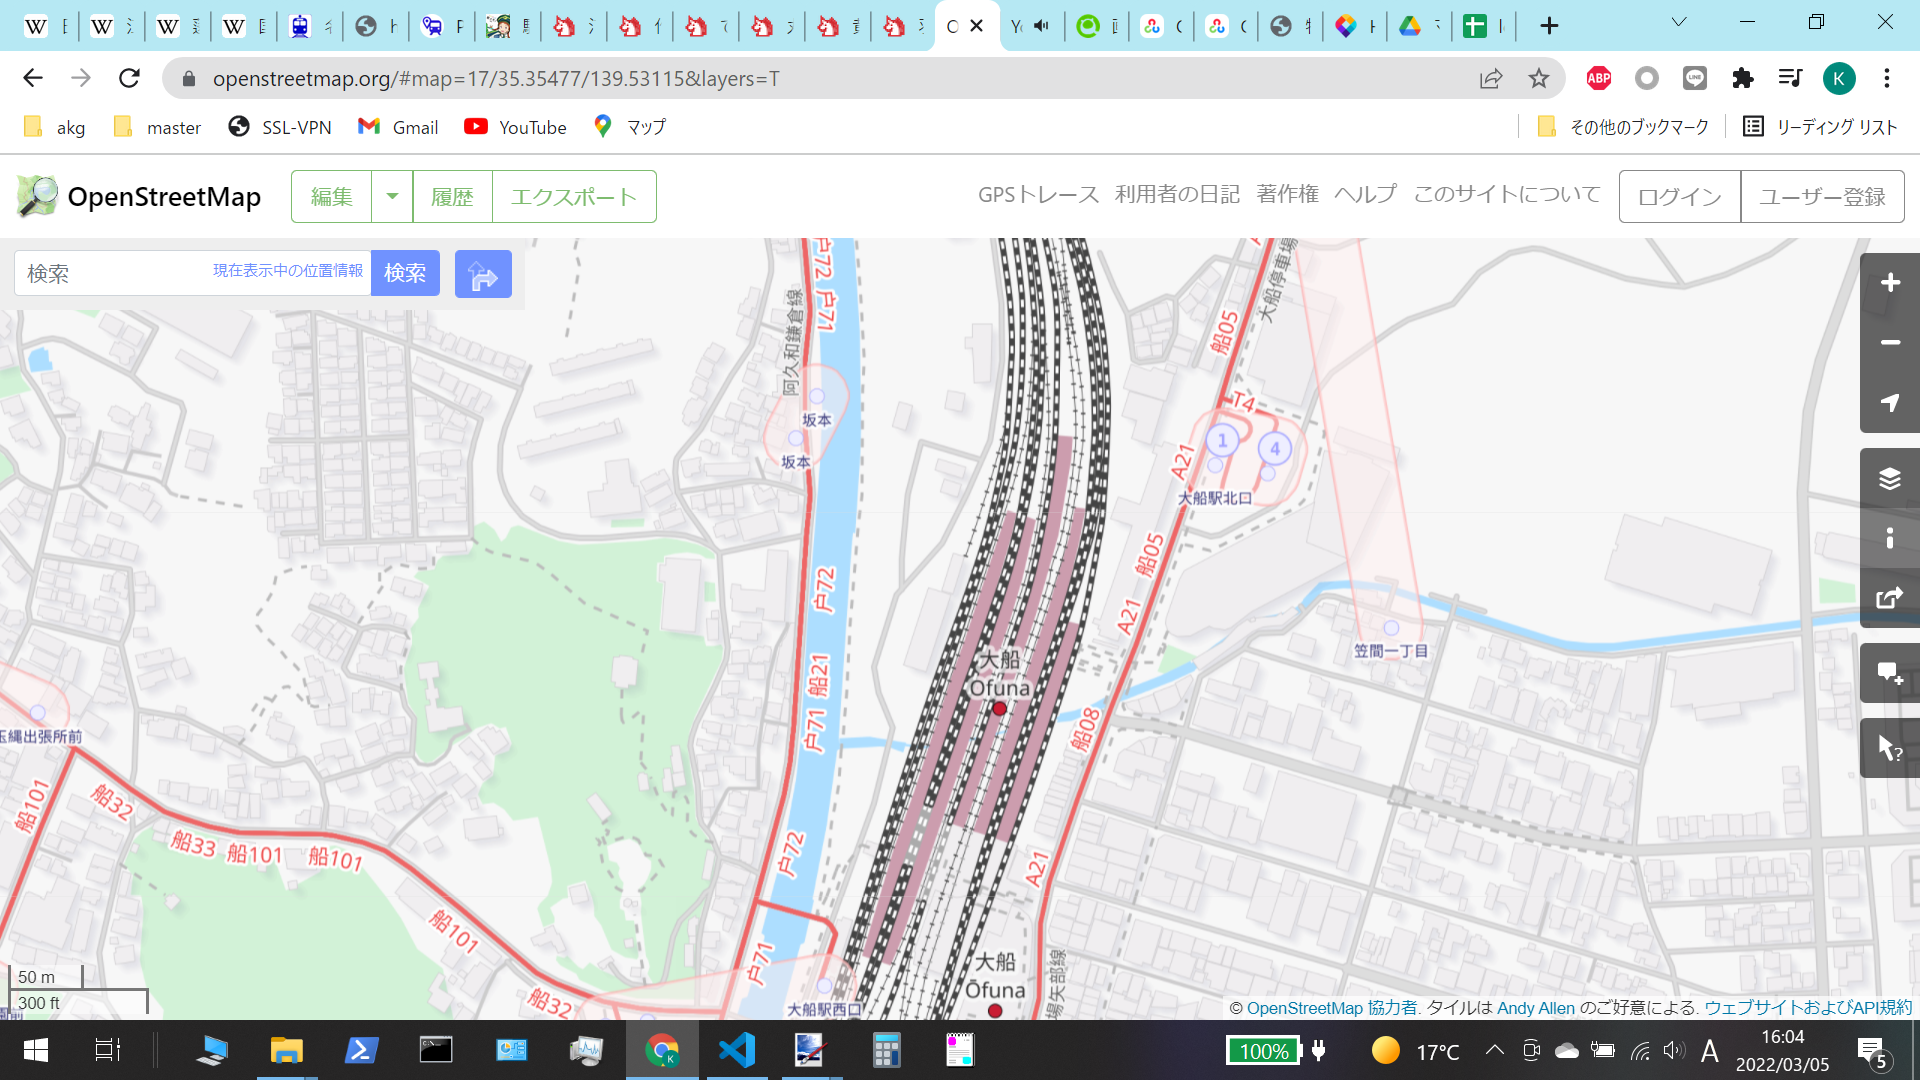 openstreetmap.org/#map=17/35.35477/139.53115&layers=T
ABP
LINE
K
akg
master
SSL-VPN
Gmail
YouTube
マップ
その他のブックマーク
リーディング リスト
OpenStreetMap
編集
履歴
エクスポート
GPSトレース
利用者の日記
著作権
ヘルプ
このサイトについて
ログイン
ユーザー登録
検索
現在表示中の位置情報
検索
戸72 戸71
阿久和鎌倉線
大船停車場
船05
T4
坂本
坂本
1
4
A21
大船駅北口
船05
戸72
A21
笠間一丁目
大船
Ōfuna
船21
戸71
船08
玉縄出張所前
船101
船32
船33
船101
船101
戸72
A21
船101
戸71
船32
大船駅西口
大船
Ōfuna
場矢部線
50 m
300 ft
© OpenStreetMap 協力者. タイルは Andy Allen のご好意による. ウェブサイトおよびAPI規約
100%
17°C
A
16:04
2022/03/05
5